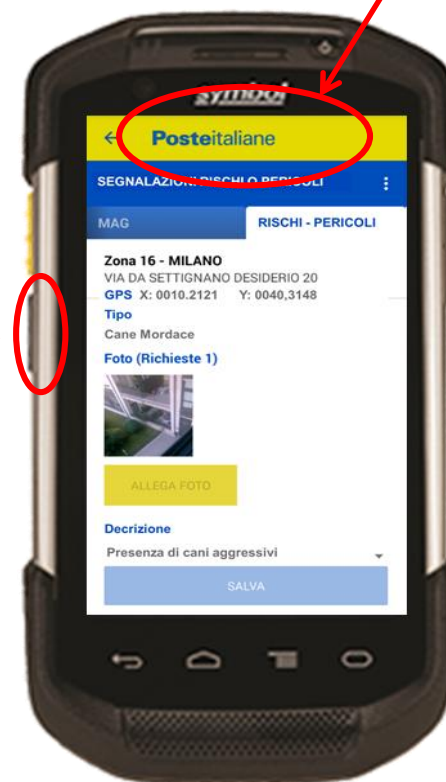 symbol
Posteitaliane
SEGNALAZIONI RISCHI O PERICOLI
MAG
RISCHI - PERICOLI
Zona 16 - MILANO
VIA DA SETTIGNANO DESIDERIO 20
GPS X: 0010.2121 Y: 0040,3148
Tipo
Cane Mordace
Foto (Richieste 1)
ALLEGA FOTO
Decrizione
Presenza di cani aggressivi
SALVA